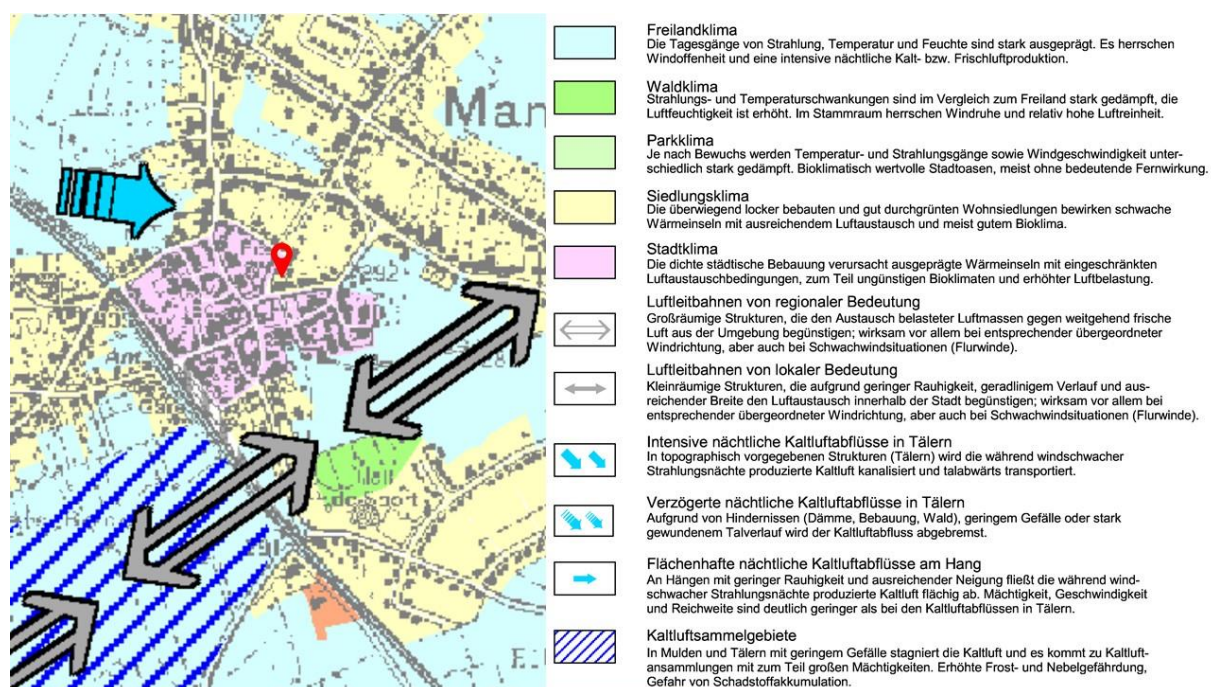 Man
Freilandklima
Die Tagesgänge von Strahlung, Temperatur und Feuchte sind stark ausgeprägt. Es herrschen
Windoffenheit und eine intensive nächtliche Kalt- bzw. Frischluftproduktion.
Waldklima
Strahlungs- und Temperaturschwankungen sind im Vergleich zum Freiland stark gedämpft, die
Luftfeuchtigkeit ist erhöht. Im Stammraum herrschen Windruhe und relativ hohe Luftreinheit.
Parkklima
Je nach Bewuchs werden Temperatur- und Strahlungsgänge sowie Windgeschwindigkeit unter-
schiedlich stark gedämpft. Bioklimatisch wertvolle Stadtoasen, meist ohne bedeutende Fernwirkung.
Siedlungsklima
Die überwiegend locker bebauten und gut durchgrünten Wohnsiedlungen bewirken schwache
Wärmeinseln mit ausreichendem Luftaustausch und meist gutem Bioklima.
Stadtklima
Die dichte städtische Bebauung verursacht ausgeprägte Wärmeinseln mit eingeschränkten
Luftaustauschbedingungen, zum Teil ungünstigen Bioklimaten und erhöhter Luftbelastung.
Luftleitbahnen von regionaler Bedeutung
Großräumige Strukturen, die den Austausch belasteter Luftmassen gegen weitgehend frische
Luft aus der Umgebung begünstigen; wirksam vor allem bei entsprechender übergeordneter
Windrichtung, aber auch bei Schwachwindsituationen (Flurwinde).
Luftleitbahnen von lokaler Bedeutung
Kleinräumige Strukturen, die aufgrund geringer Rauhigkeit, geradlinigem Verlauf und aus-
reichender Breite den Luftaustausch innerhalb der Stadt begünstigen; wirksam vor allem bei
entsprechender übergeordneter Windrichtung, aber auch bei Schwachwindsituationen (Flurwinde).
Intensive nächtliche Kaltluftabflüsse in Tälern
In topographisch vorgegebenen Strukturen (Tälern) wird die während windschwacher
Strahlungsnächte produzierte Kaltluft kanalisiert und talabwärts transportiert.
Verzögerte nächtliche Kaltluftabflüsse in Tälern
Aufgrund von Hindernissen (Dämme, Bebauung, Wald), geringem Gefälle oder stark
gewundenem Talverlauf wird der Kaltluftabfluss abgebremst.
Flächenhafte nächtliche Kaltluftabflüsse am Hang
An Hängen mit geringer Rauhigkeit und ausreichender Neigung fließt die während wind-
schwacher Strahlungsnächte produzierte Kaltluft flächig ab. Mächtigkeit, Geschwindigkeit
und Reichweite sind deutlich geringer als bei den Kaltluftabflüssen in Tälern.
Kaltluftsammelgebiete
In Mulden und Tälern mit geringem Gefälle stagniert die Kaltluft und es kommt zu Kaltluft-
ansammlungen mit zum Teil großen Mächtigkeiten. Erhöhte Frost- und Nebelgefährdung,
Gefahr von Schadstoffakkumulation.